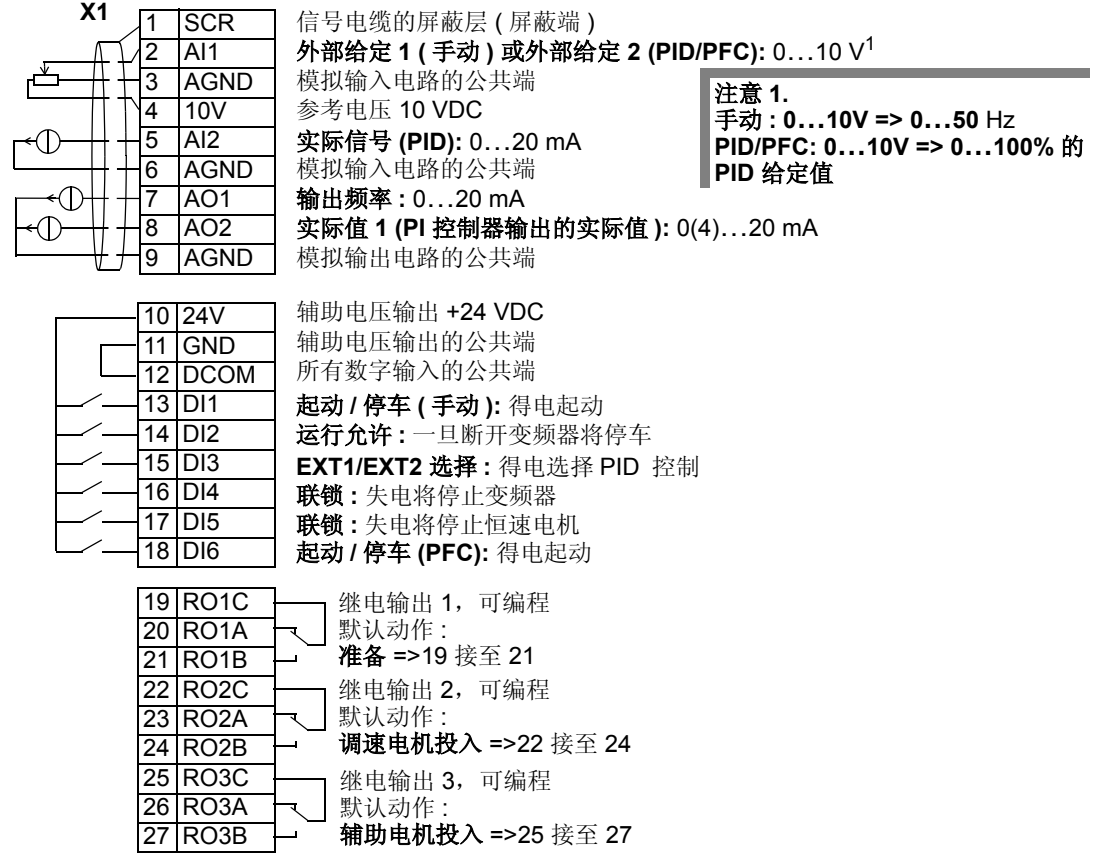 X1
1 SCR 信号电缆的屏蔽层 ( 屏蔽端 )
2 AI1 外部给定 1 ( 手动 ) 或外部给定 2 (PID/PFC): 0…10 V1
3 AGND 模拟输入电路的公共端
4 10V 参考电压 10 VDC
5 AI2 实际信号 (PID): 0…20 mA
6 AGND 模拟输入电路的公共端
7 AO1 输出频率 : 0…20 mA
8 AO2 实际值 1 (PI 控制器输出的实际值 ): 0(4)…20 mA
9 AGND 模拟输出电路的公共端
注意 1.
手动 : 0…10V => 0…50 Hz
PID/PFC: 0…10V => 0…100% 的
PID 给定值
10 24V 辅助电压输出 +24 VDC
11 GND 辅助电压输出的公共端
12 DCOM 所有数字输入的公共端
13 DI1 起动 / 停车 ( 手动 ): 得电起动
14 DI2 运行允许 : 一旦断开变频器将停车
15 DI3 EXT1/EXT2 选择 : 得电选择 PID 控制
16 DI4 联锁 : 失电将停止变频器
17 DI5 联锁 : 失电将停止恒速电机
18 DI6 起动 / 停车 (PFC): 得电起动
19 RO1C 继电输出 1，可编程
20 RO1A 默认动作 :
21 RO1B 准备 =>19 接至 21
22 RO2C 继电输出 2，可编程
23 RO2A 默认动作 :
24 RO2B 调速电机投入 =>22 接至 24
25 RO3C 继电输出 3，可编程
26 RO3A 默认动作 :
27 RO3B 辅助电机投入 =>25 接至 27